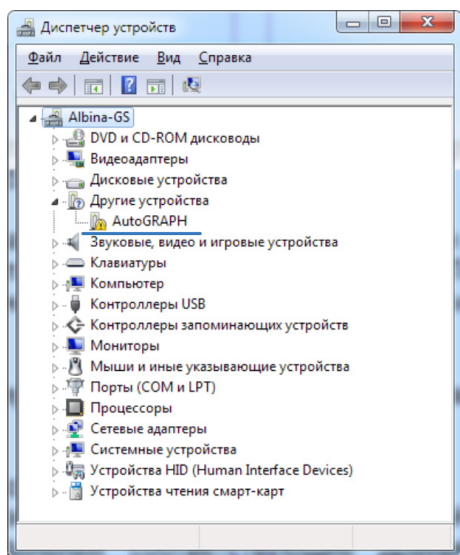 Диспетчер устройств
Файл Действие Вид Справка
Albina-GS
DVD и CD-ROM дисководы
Видеоадаптеры
Дисковые устройства
Другие устройства
AutoGRAPH
Звуковые, видео и игровые устройства
Клавиатуры
Компьютер
Контроллеры USB
Контроллеры запоминающих устройств
Мониторы
Мыши и иные указывающие устройства
Порты (COM и LPT)
Процессоры
Сетевые адаптеры
Системные устройства
Устройства HID (Human Interface Devices)
Устройства чтения смарт-карт